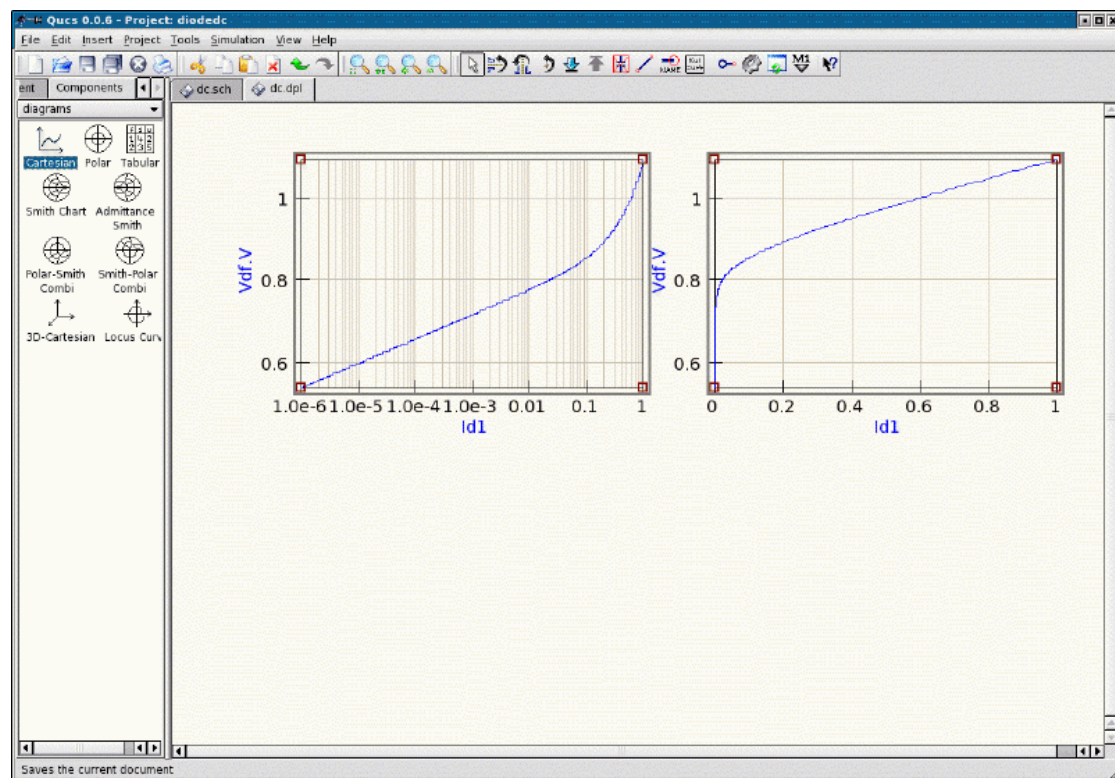 Qucs 0.0.6 - Project: diodedc
File Edit Insert Project Tools Simulation View Help
NAME
M1
ent Components
dc.sch dc.dpl
diagrams
Cartesian Polar Tabular
Smith Chart Admittance
Smith
Polar-Smith Smith-Polar
Combi Combi
3D-Cartesian Locus Curv
Vdf.V
1
0.8
0.6
1.0e-6 1.0e-5 1.0e-4 1.0e-3 0.01 0.1 1
Id1
Vdf.V
1
0.8
0.6
0 0.2 0.4 0.6 0.8 1
Id1
Saves the current document